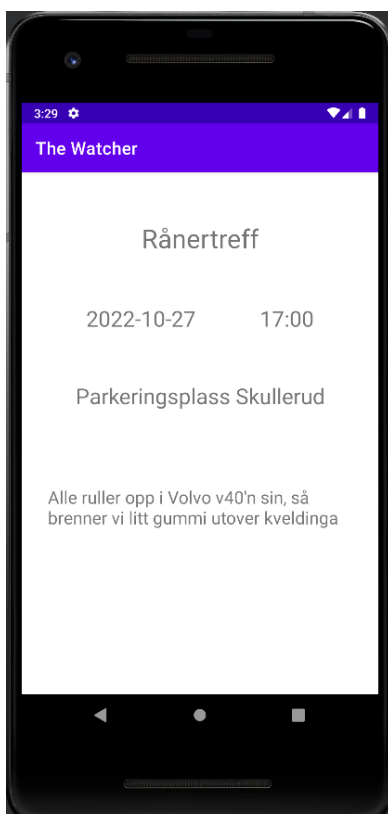 3:29
The Watcher
Rånertreff
2022-10-27 17:00
Parkeringsplass Skullerud
Alle ruller opp i Volvo v40'n sin, så
brenner vi litt gummi utover kveldinga